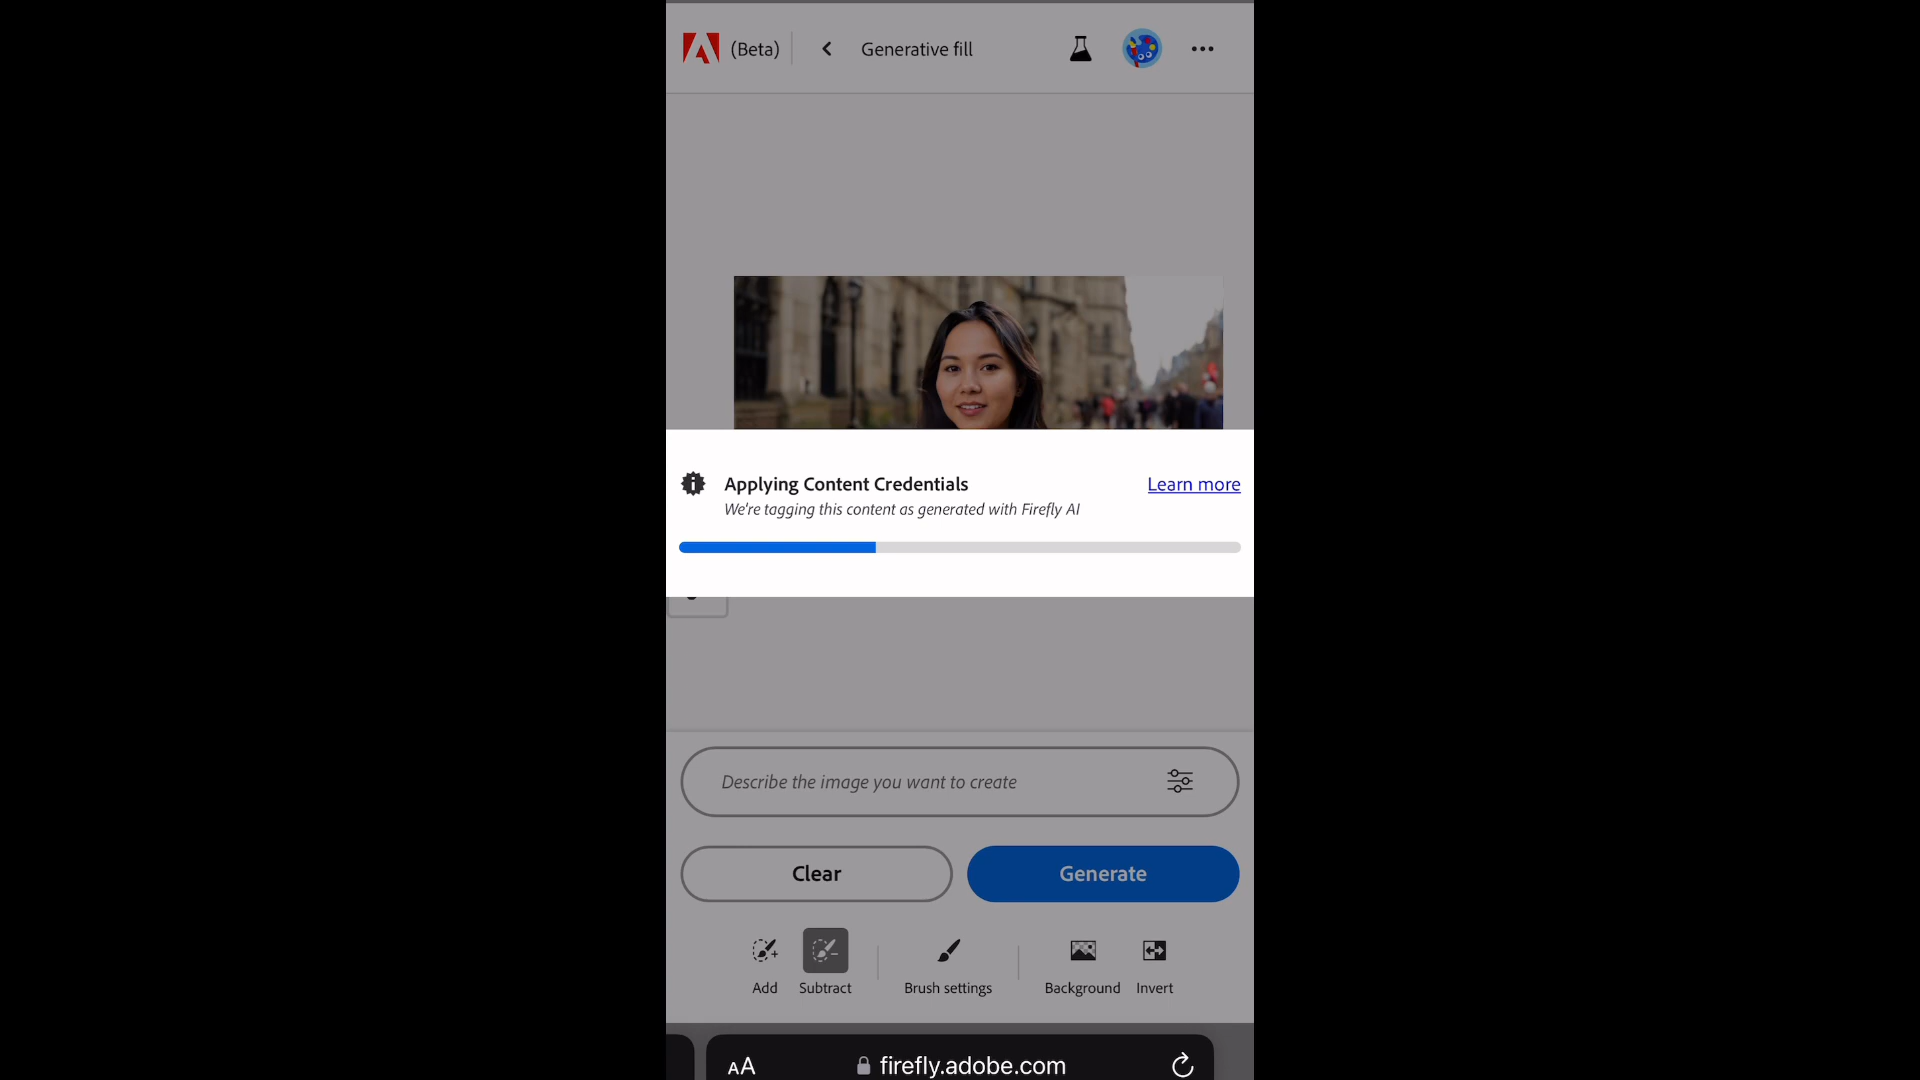 (Beta)
Generative fill
Applying Content Credentials
Learn more
We're tagging this content as generated with Firefly AI
Describe the image you want to create
Clear
Generate
Add
Subtract
Brush settings
Background
Invert
AA
firefly.adobe.com